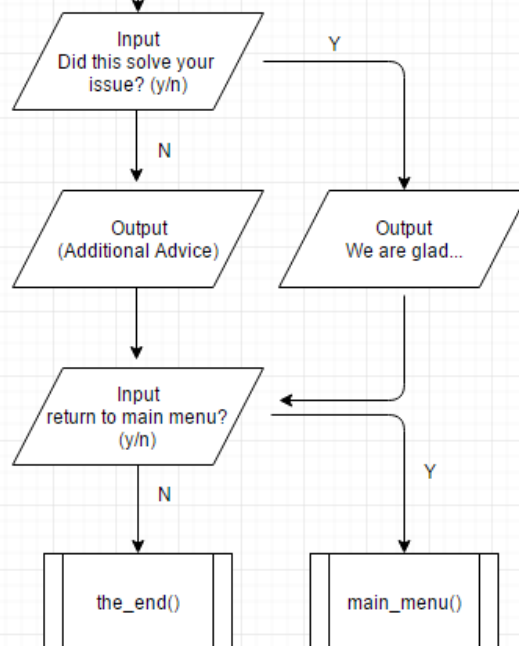 Input
Did this solve your
issue? (y/n)
Y
N
Output
(Additional Advice)
Output
We are glad...
Input
return to main menu?
(y/n)
Y
N
the_end()
main_menu()